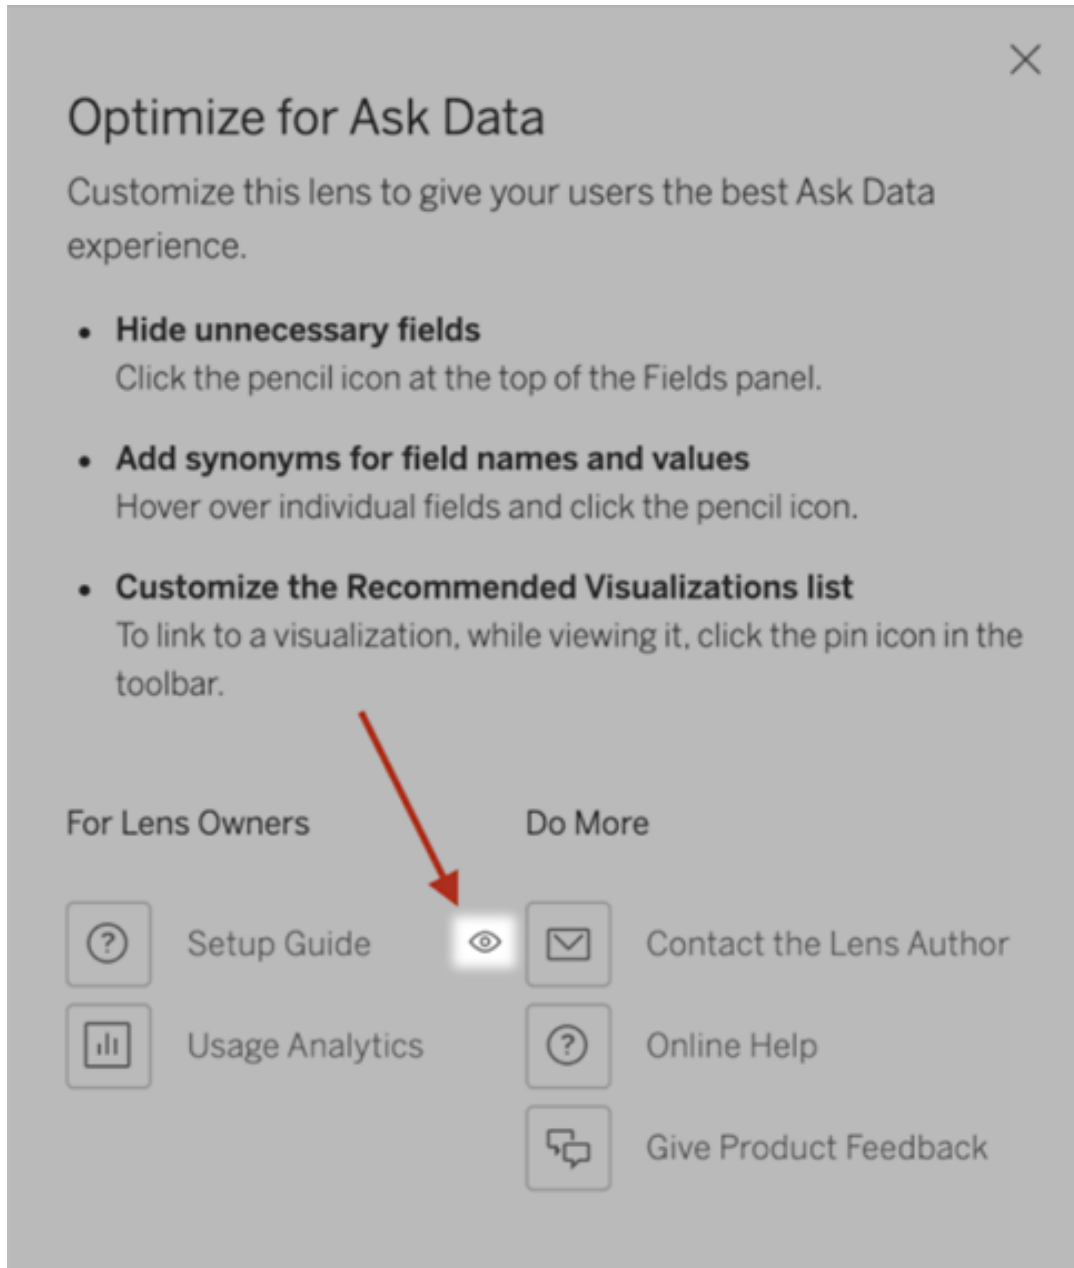 Optimize for Ask Data
Customize this lens to give your users the best Ask Data
experience.
• Hide unnecessary fields
Click the pencil icon at the top of the Fields panel.
• Add synonyms for field names and values
Hover over individual fields and click the pencil icon.
• Customize the Recommended Visualizations list
To link to a visualization, while viewing it, click the pin icon in the
toolbar.
For Lens Owners
Setup Guide
Usage Analytics
Do More
Contact the Lens Author
Online Help
Give Product Feedback